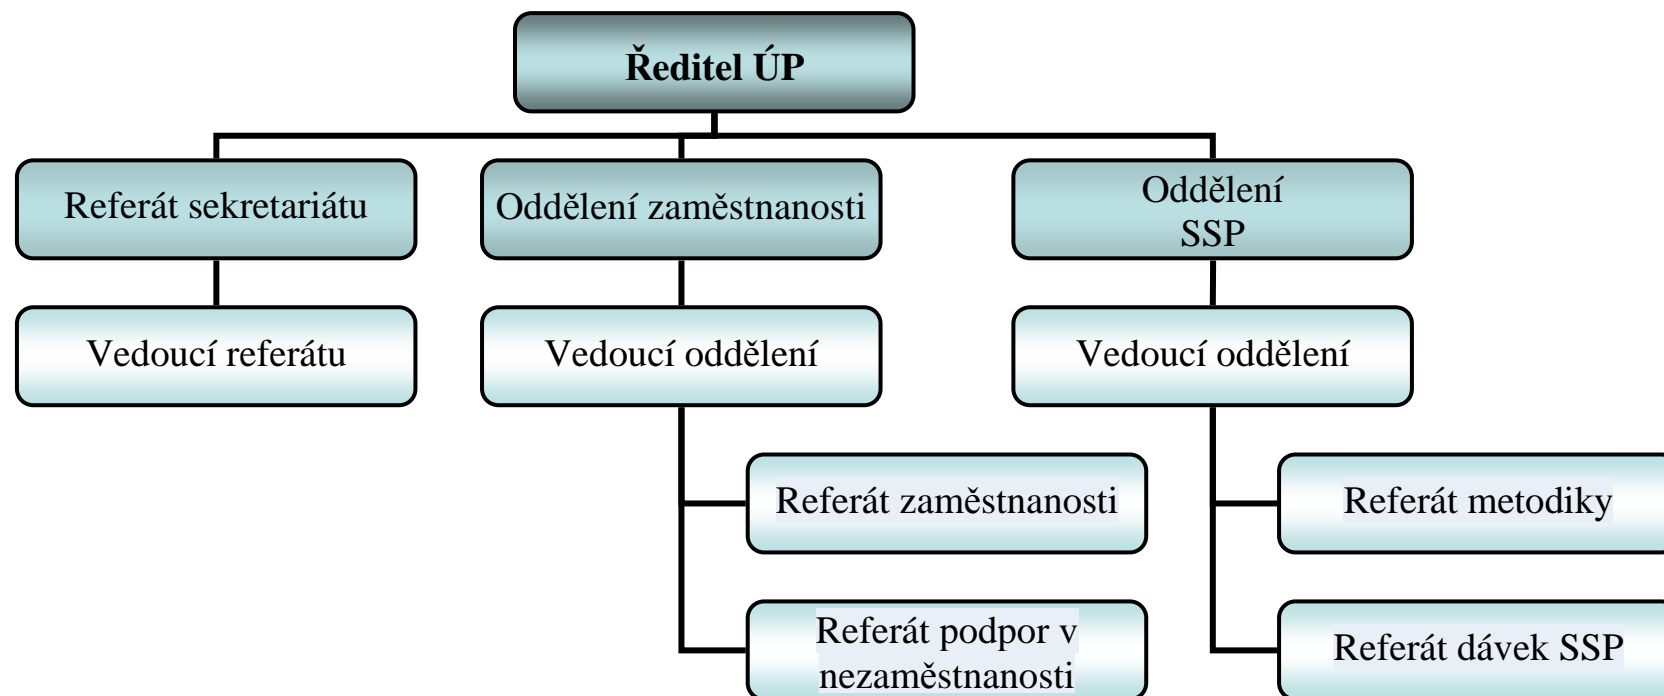 Ředitel ÚP
Referát sekretariátu
Oddělení zaměstnanosti
Oddělení
SSP
Vedoucí referátu
Vedoucí oddělení
Vedoucí oddělení
Referát zaměstnanosti
Referát metodiky
Referát podpor v
nezaměstnanosti
Referát dávek SSP